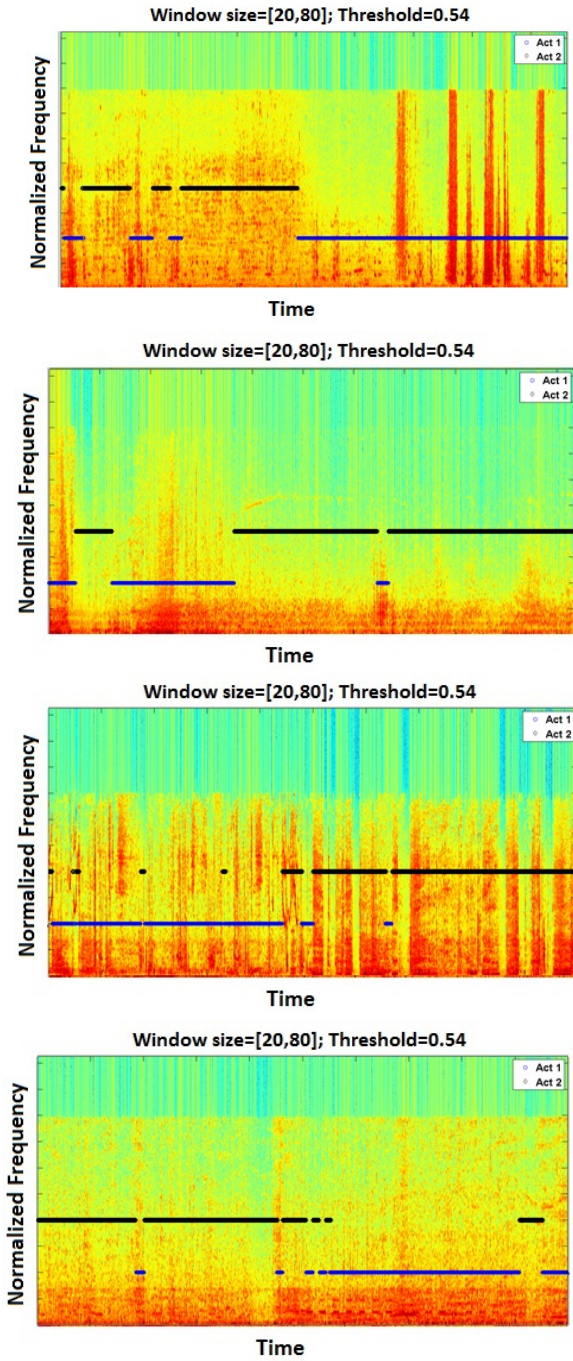 Window size=[20,80]; Threshold=0.54
Act 1
Act 2
Normalized Frequency
Time
Window size=[20,80]; Threshold=0.54
Act 1
Act 2
Normalized Frequency
Time
Window size=[20,80]; Threshold=0.54
Act 1
Act 2
Normalized Frequency
Time
Window size=[20,80]; Threshold=0.54
Act 1
Act 2
Normalized Frequency
Time